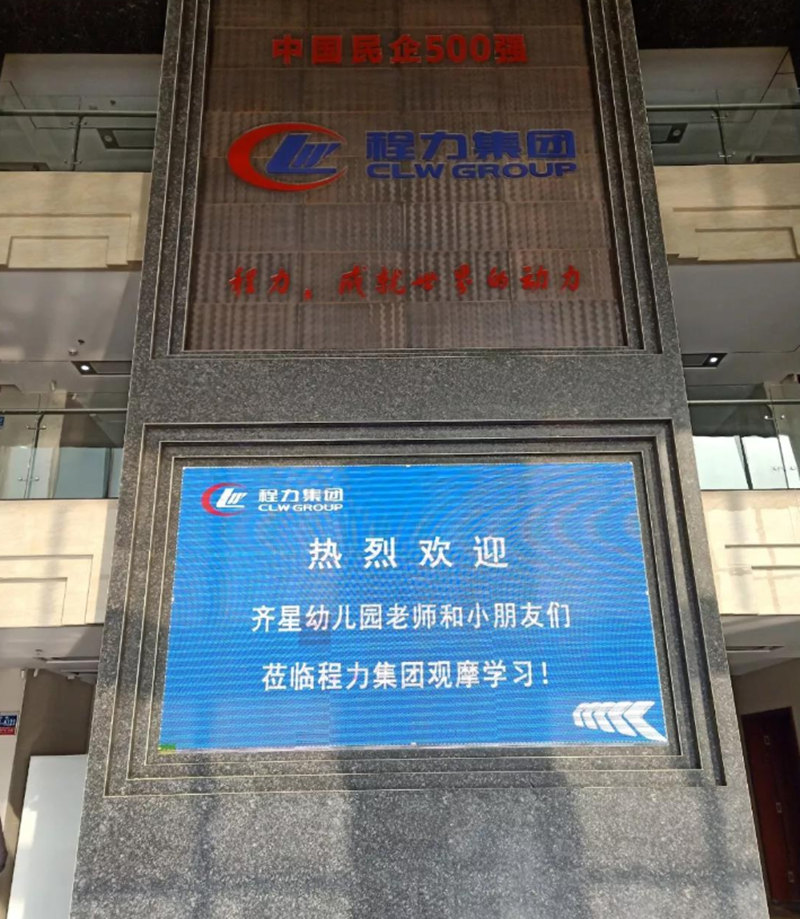 中国民企500强
程力集团
CLW GROUP
程力。成就世界的动力
程力集团
CLW GROUP
热烈欢迎
齐星幼儿园老师和小朋友们
莅临程力集团观摩学习！